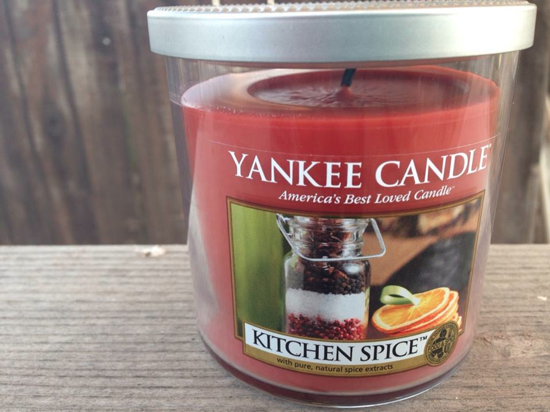 YANKEE CANDLE®
America's Best Loved Candle®
KITCHEN SPICE™
with pure, natural spice extracts